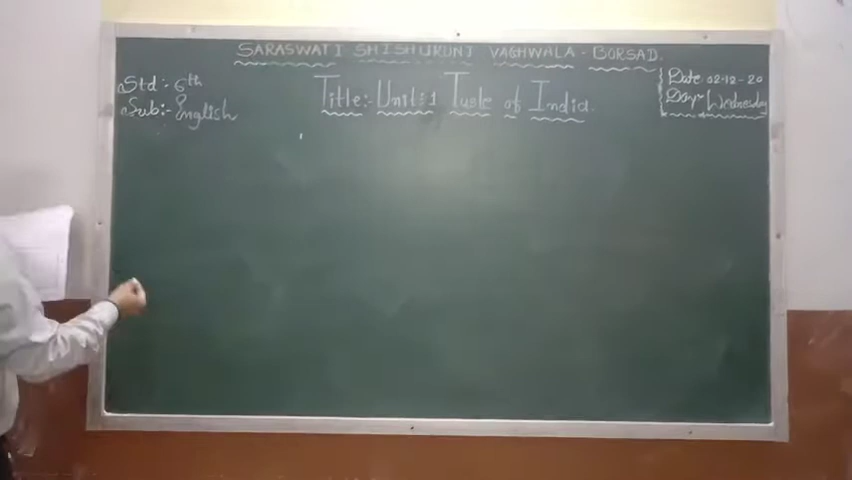 SARASWATI SHISHUKUNJ VAGHWALA - BORSAD.
Std :- 6th
Sub :- English
Title:- Unit:1 Taste of India.
Date 02-12-20
Day - Wednesday